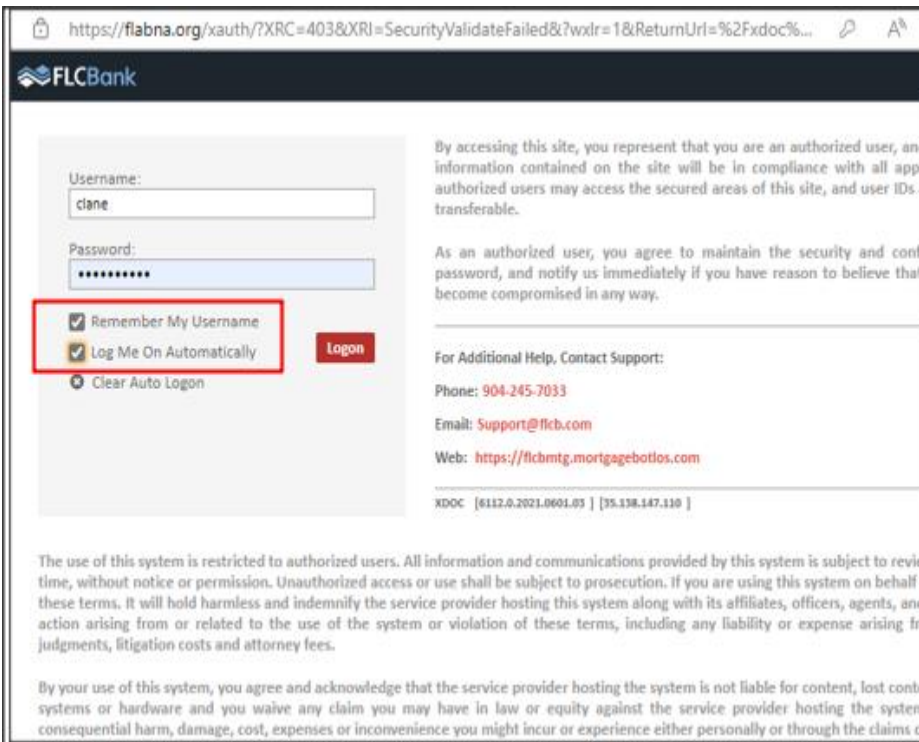 https://flabna.org/xauth/?XRC=403&XRI=SecurityValidateFailed&?wxlr=1&ReturnUrl=%2Fxdoc%...
FLCBank
Username:
clane
Password:
••••••••••
Remember My Username
Log Me On Automatically
Logon
Clear Auto Logon
By accessing this site, you represent that you are an authorized user, an
information contained on the site will be in compliance with all app
authorized users may access the secured areas of this site, and user IDs
transferable.
As an authorized user, you agree to maintain the security and conf
password, and notify us immediately if you have reason to believe that
become compromised in any way.
For Additional Help, Contact Support:
Phone: 904-245-7033
Email: Support@flcb.com
Web: https://flcbmtg.mortgagebotlos.com
XDOC [6112.0.2021.0601.03 ] [35.138.147.110 ]
The use of this system is restricted to authorized users. All information and communications provided by this system is subject to revi
time, without notice or permission. Unauthorized access or use shall be subject to prosecution. If you are using this system on behalf
these terms. It will hold harmless and indemnify the service provider hosting this system along with its affiliates, officers, agents, an
action arising from or related to the use of the system or violation of these terms, including any liability or expense arising fr
judgments, litigation costs and attorney fees.
By your use of this system, you agree and acknowledge that the service provider hosting the system is not liable for content, lost cont
systems or hardware and you waive any claim you may have in law or equity against the service provider hosting the system
consequential harm, damage, cost, expenses or inconvenience you might incur or experience either personally or through the claims